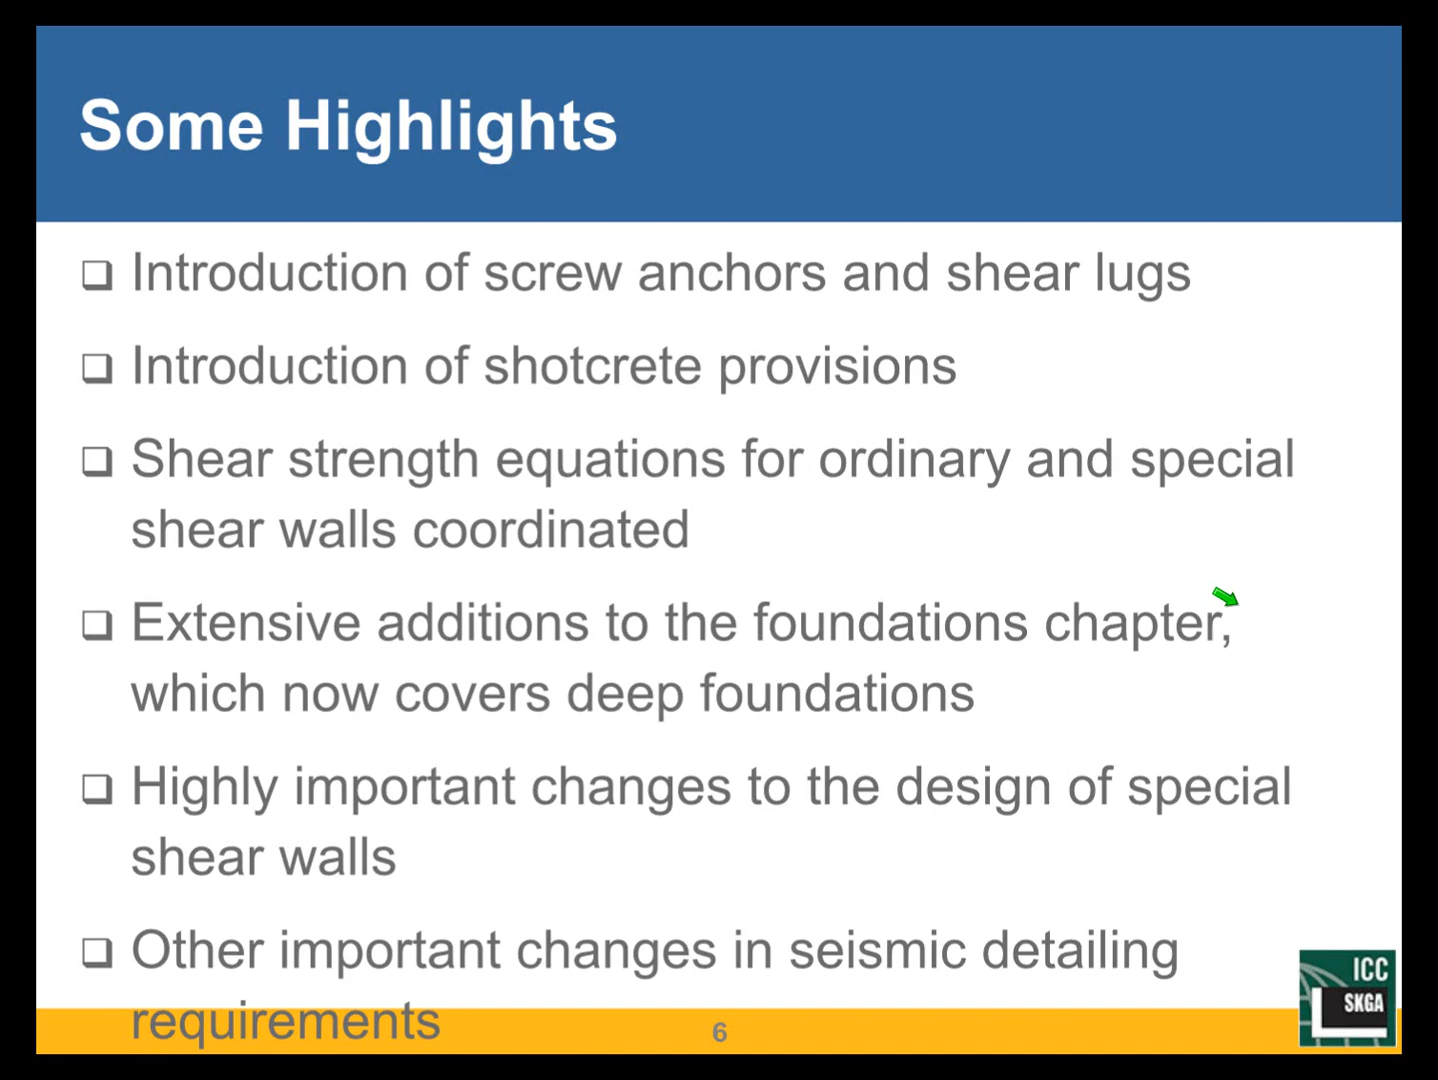 Some Highlights
❑ Introduction of screw anchors and shear lugs
❑ Introduction of shotcrete provisions
❑ Shear strength equations for ordinary and special
shear walls coordinated
❑ Extensive additions to the foundations chapter,
which now covers deep foundations
❑ Highly important changes to the design of special
shear walls
❑ Other important changes in seismic detailing
requirements
6
ICC
SKGA